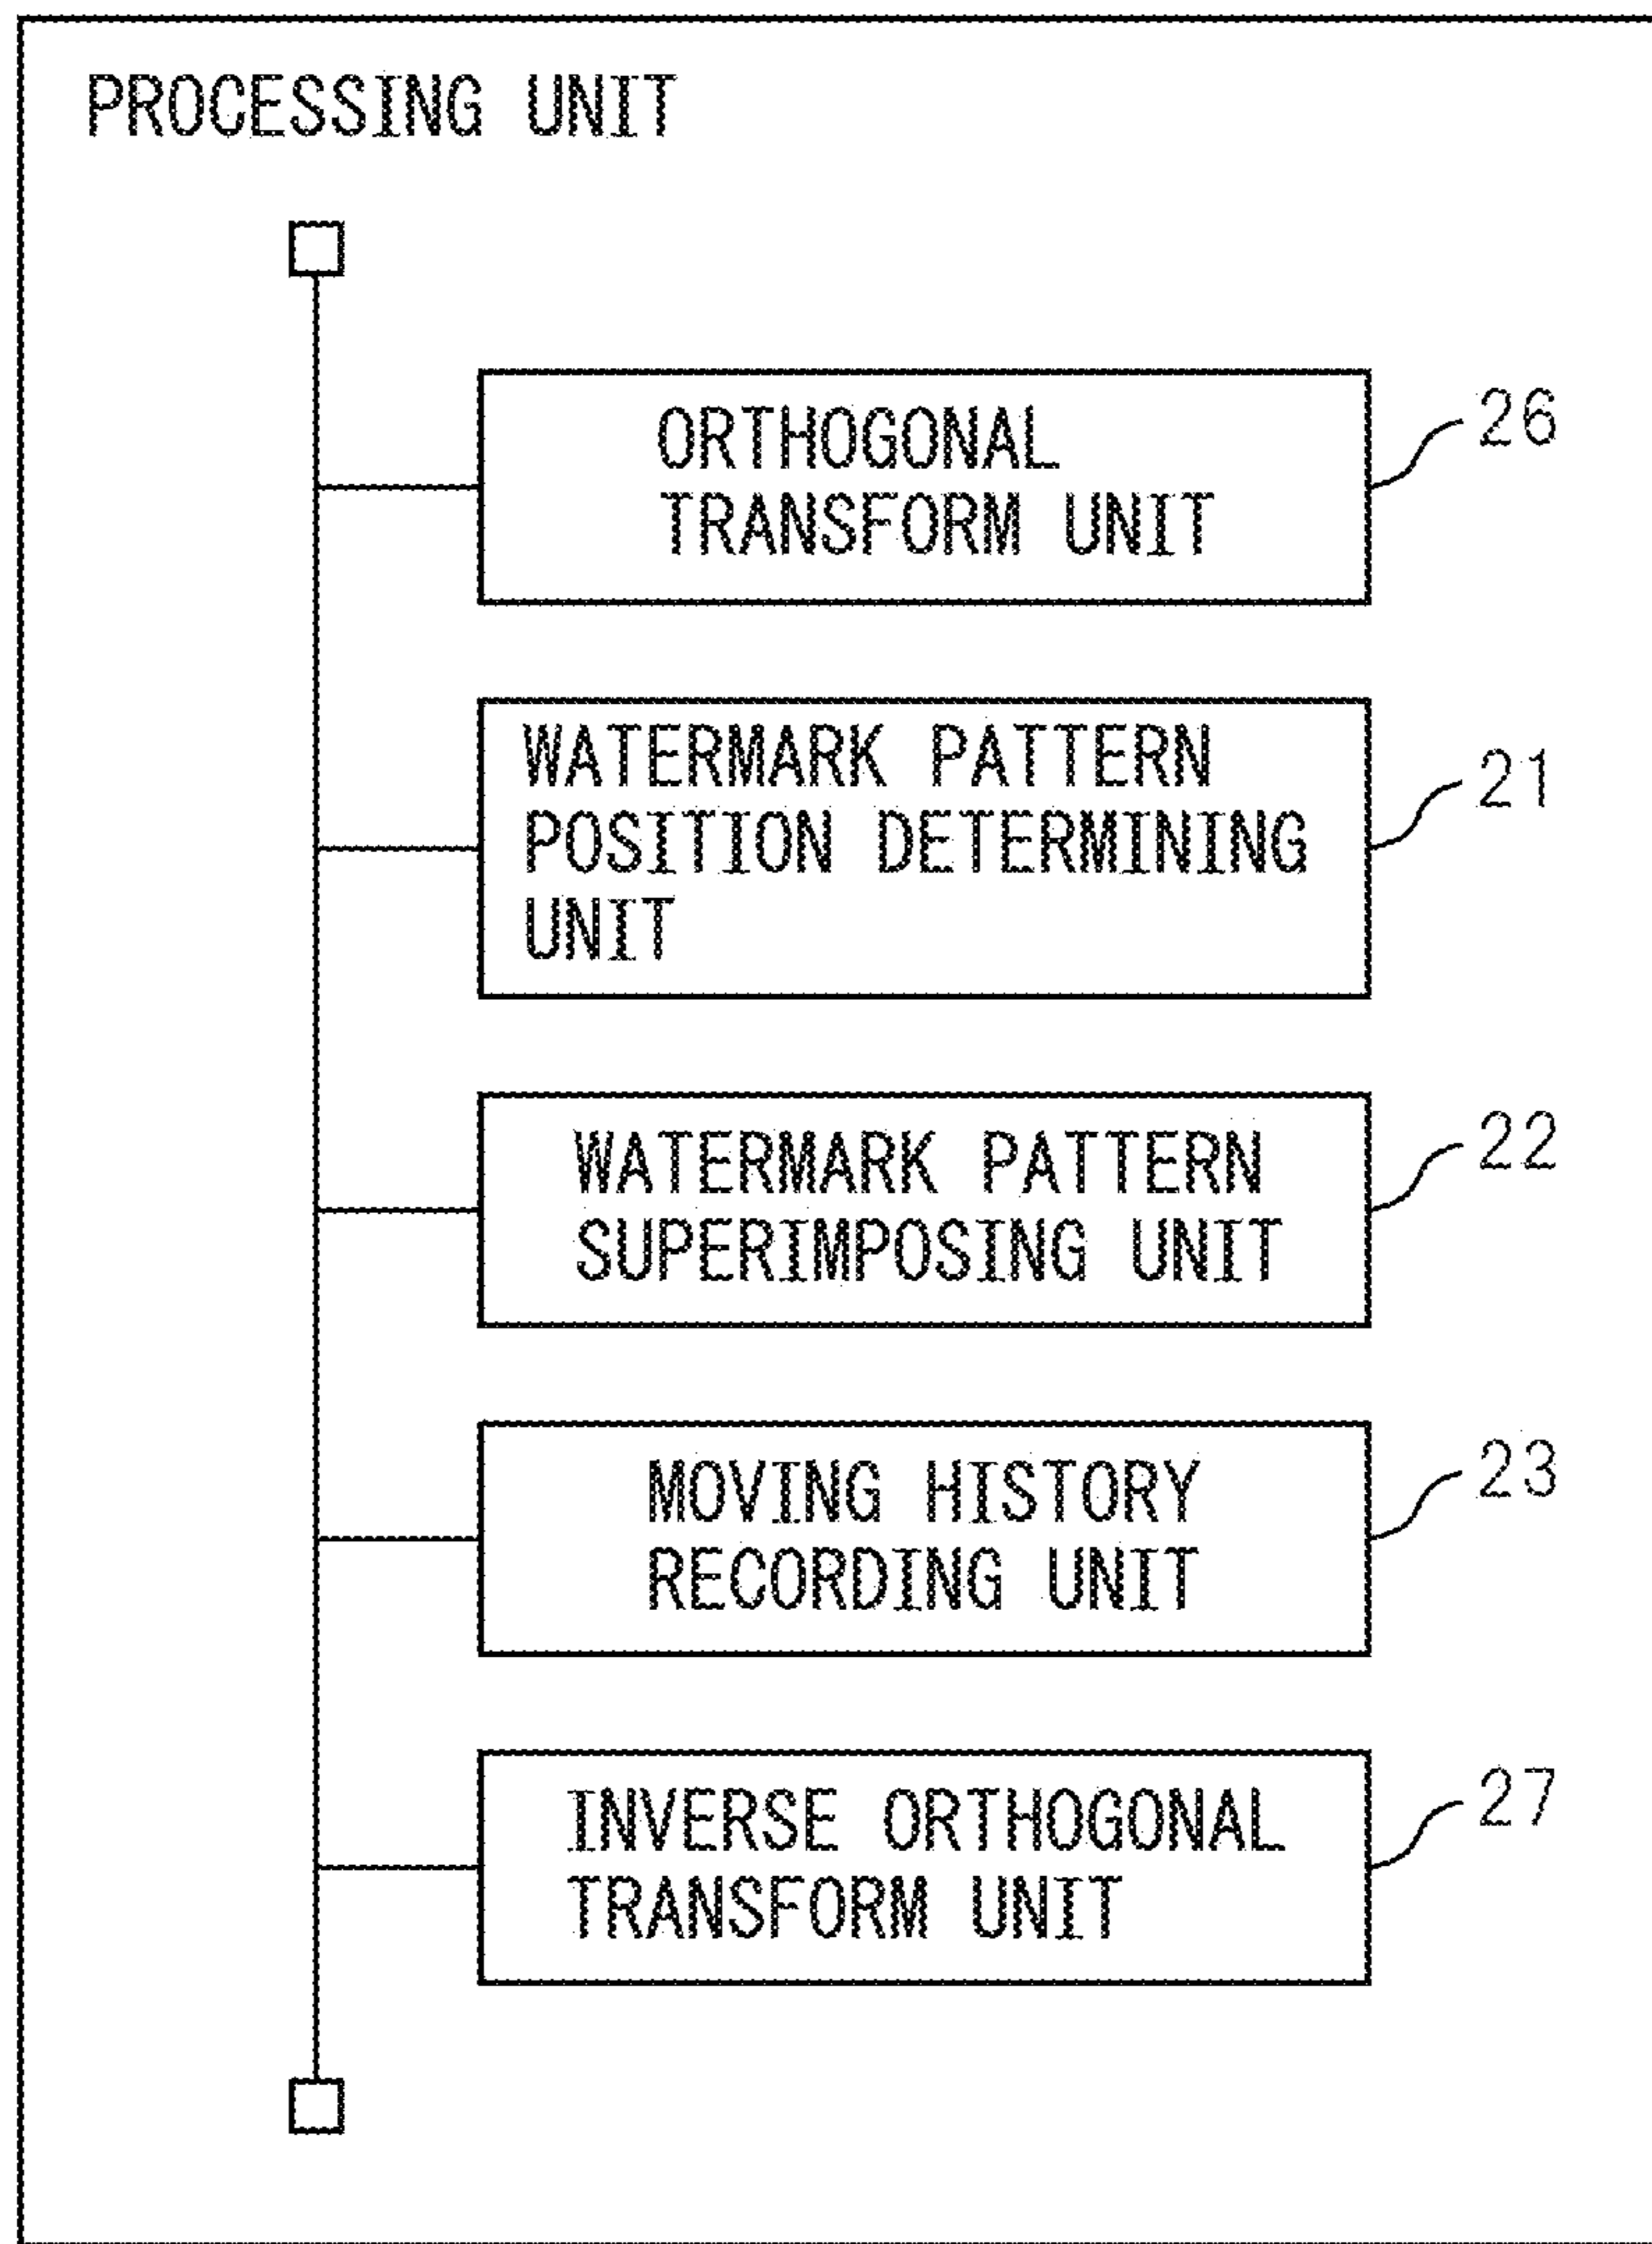 PROCESSING UNIT
ORTHOGONAL
TRANSFORM UNIT
26
WATERMARK PATTERN
POSITION DETERMINING
UNIT
21
WATERMARK PATTERN
SUPERIMPOSING UNIT
22
MOVING HISTORY
RECORDING UNIT
23
INVERSE ORTHOGONAL
TRANSFORM UNIT
27